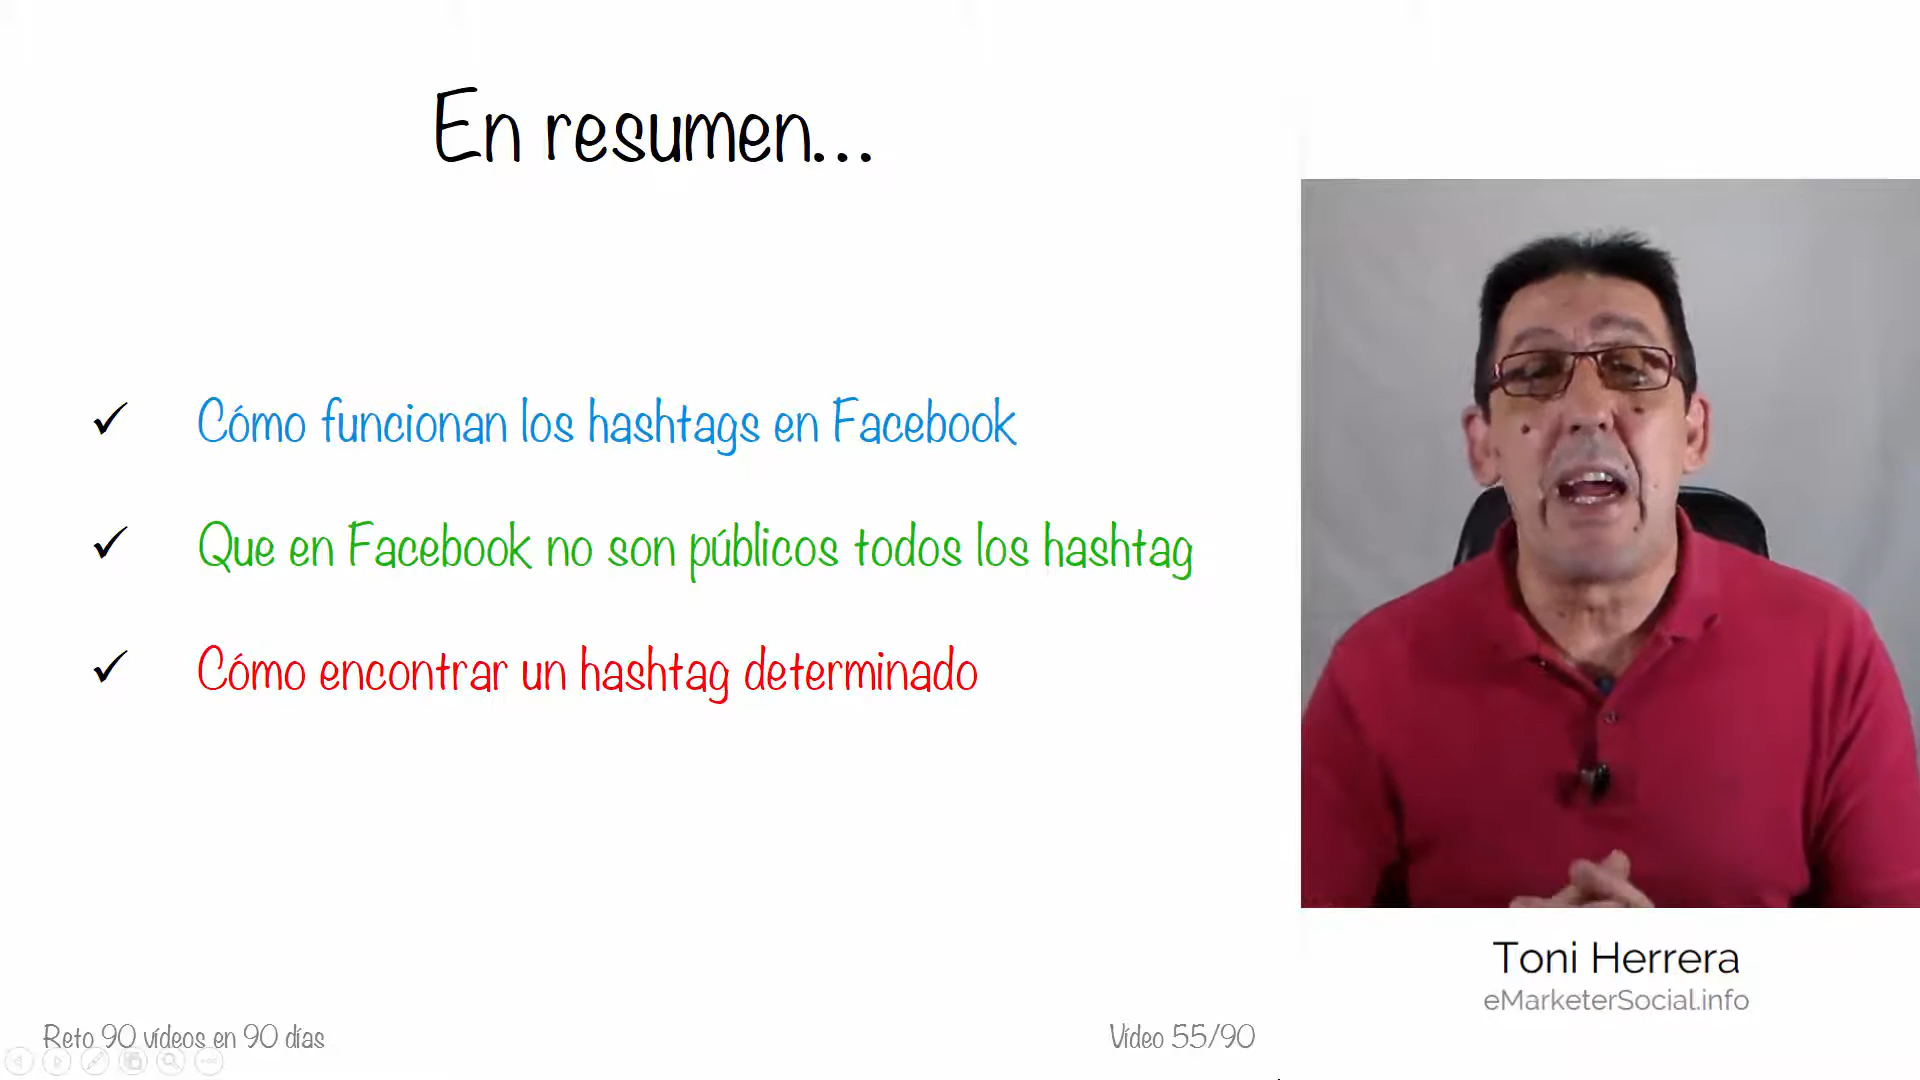 En resumen...
Cómo funcionan los hashtags en Facebook
Que en Facebook no son públicos todos los hashtag
Cómo encontrar un hashtag determinado
Toni Herrera
eMarketerSocial.info
Reto 90 vídeos en 90 días
Vídeo 55/90